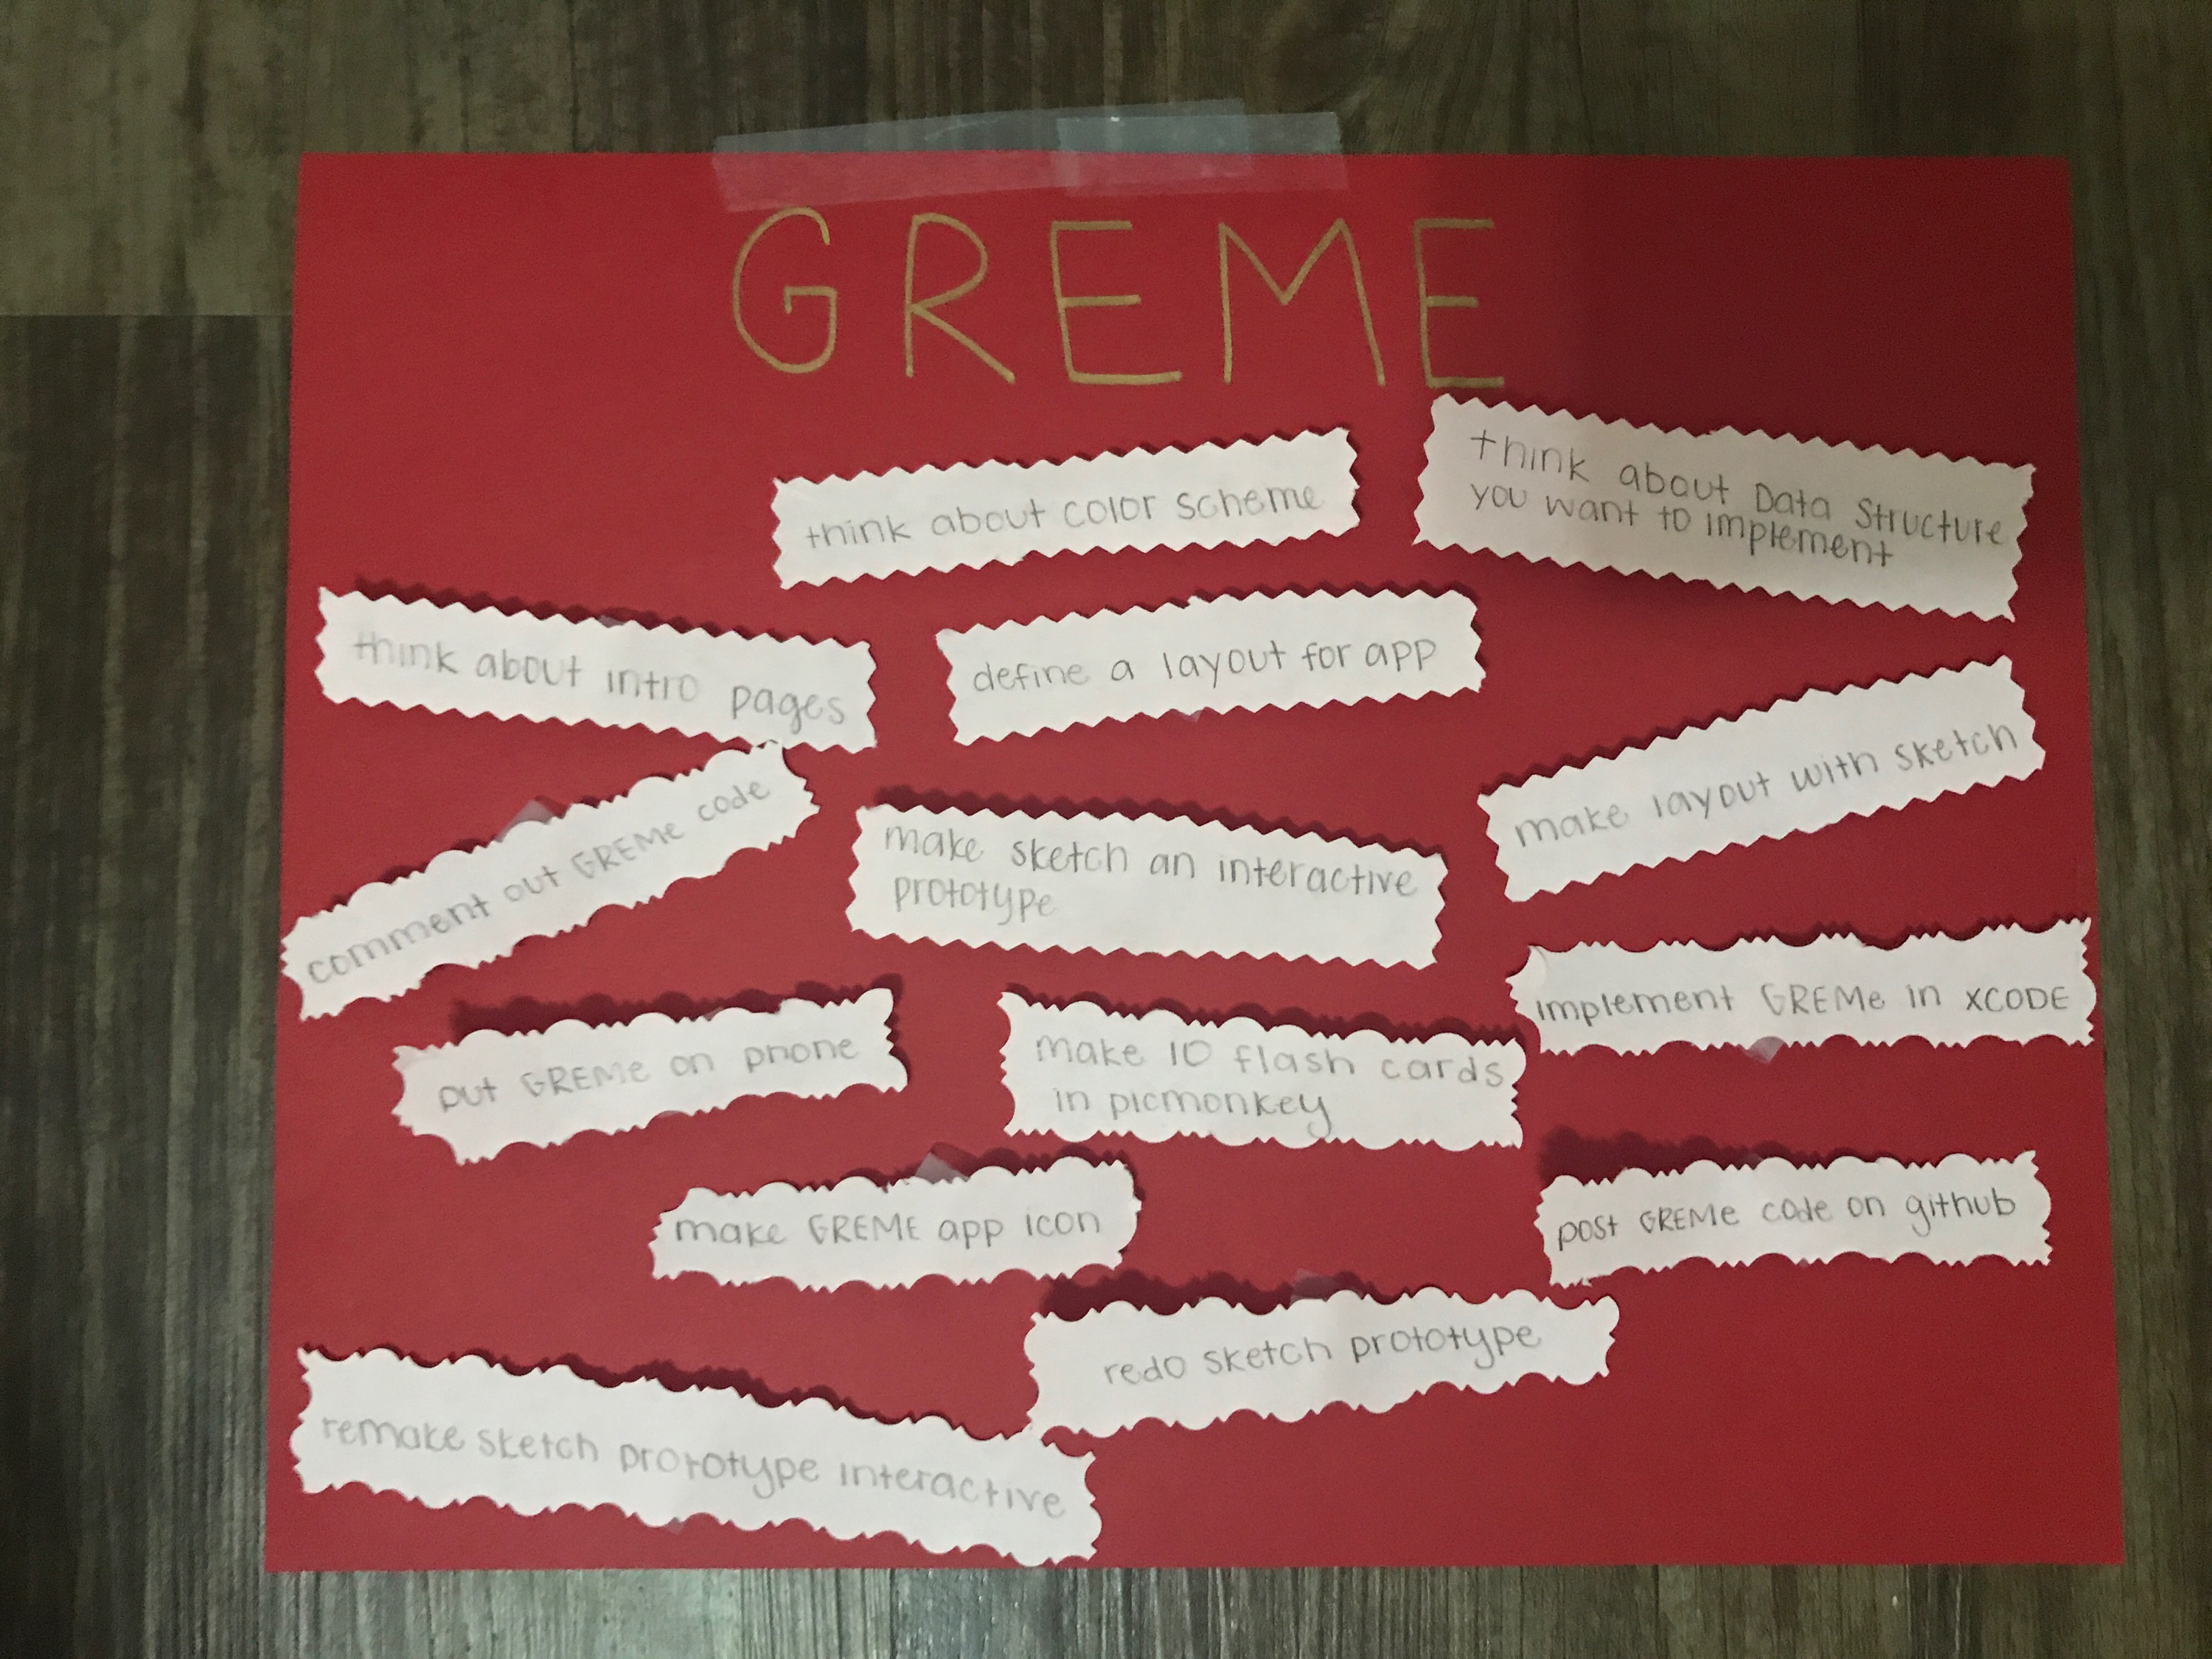 GREME
think about color scheme
think about Data Structure
you want to implement
think about intro pages
define a layout for app
make layout with sketch
comment out GREMe code
make sketch an interactive
prototype
implement GREMe in XCODE
put GREMe on phone
make 10 flash cards
in picmonkey
make GREME app icon
post GREMe code on github
redo sketch prototype
remake sketch prototype interactive